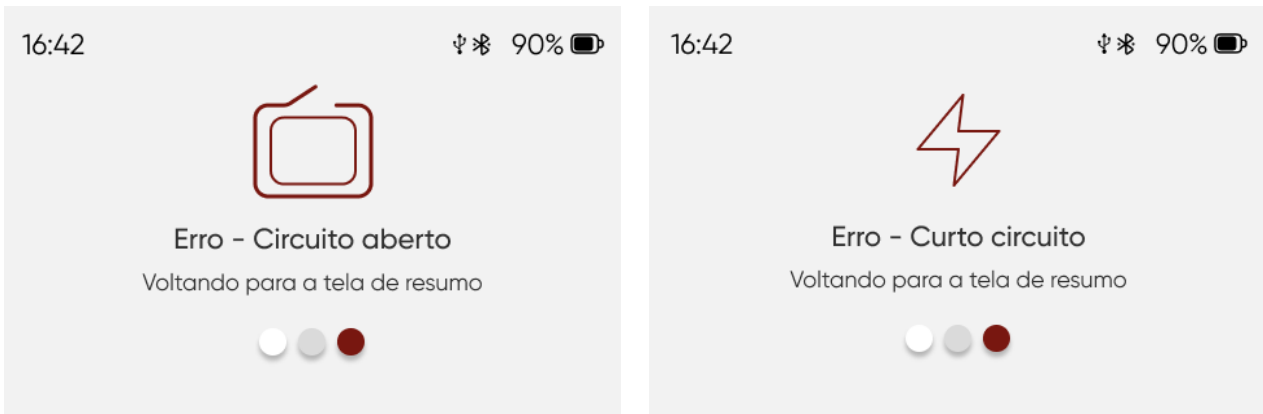 16:42 90%
Erro - Circuito aberto
Voltando para a tela de resumo
16:42 90%
Erro - Curto circuito
Voltando para a tela de resumo